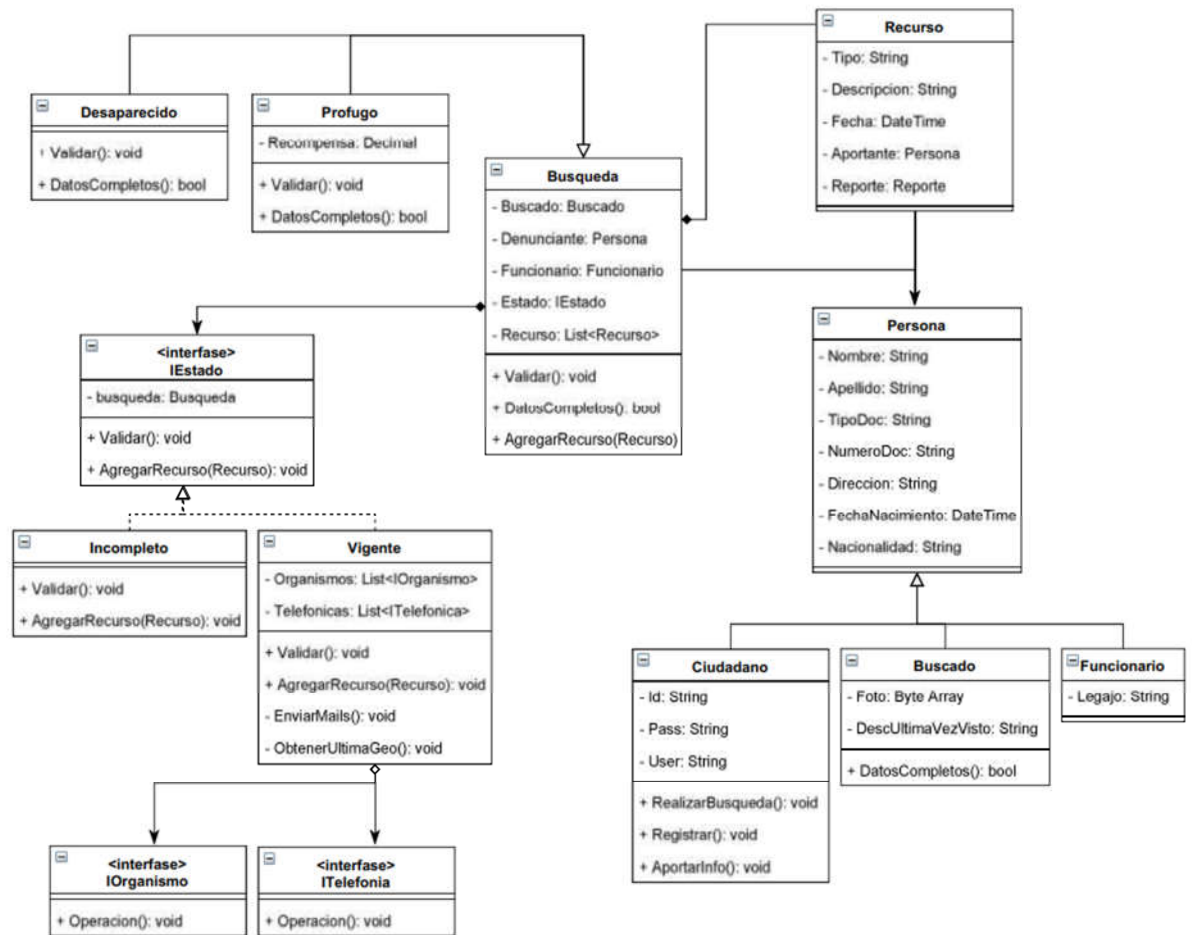 Recurso
- Tipo: String
- Descripcion: String
- Fecha: DateTime
- Aportante: Persona
- Reporte: Reporte
Desaparecido
+ Validar(): void
+ DatosCompletos(): bool
Profugo
- Recompensa: Decimal
+ Validar(): void
+ DatosCompletos(): bool
Busqueda
- Buscado: Buscado
- Denunciante: Persona
- Funcionario: Funcionario
- Estado: IEstado
- Recurso: List<Recurso>
+ Validar(): void
+ DatosCompletos(): bool
+ AgregarRecurso(Recurso)
<interfase>
IEstado
- busqueda: Busqueda
+ Validar(): void
+ AgregarRecurso(Recurso): void
Persona
- Nombre: String
- Apellido: String
- TipoDoc: String
- NumeroDoc: String
- Direccion: String
- FechaNacimiento: DateTime
- Nacionalidad: String
Incompleto
+ Validar(): void
+ AgregarRecurso(Recurso): void
Vigente
- Organismos: List<IOrganismo>
- Telefonicas: List<ITelefonica>
+ Validar(): void
+ AgregarRecurso(Recurso): void
- EnviarMails(): void
- ObtenerUltimaGeo(): void
Ciudadano
- Id: String
- Pass: String
- User: String
+ RealizarBusqueda(): void
+ Registrar(): void
+ AportarInfo(): void
Buscado
- Foto: Byte Array
- DescUltimaVezVisto: String
+ DatosCompletos(): bool
Funcionario
- Legajo: String
<interfase>
IOrganismo
+ Operacion(): void
<interfase>
ITelefonia
+ Operacion(): void